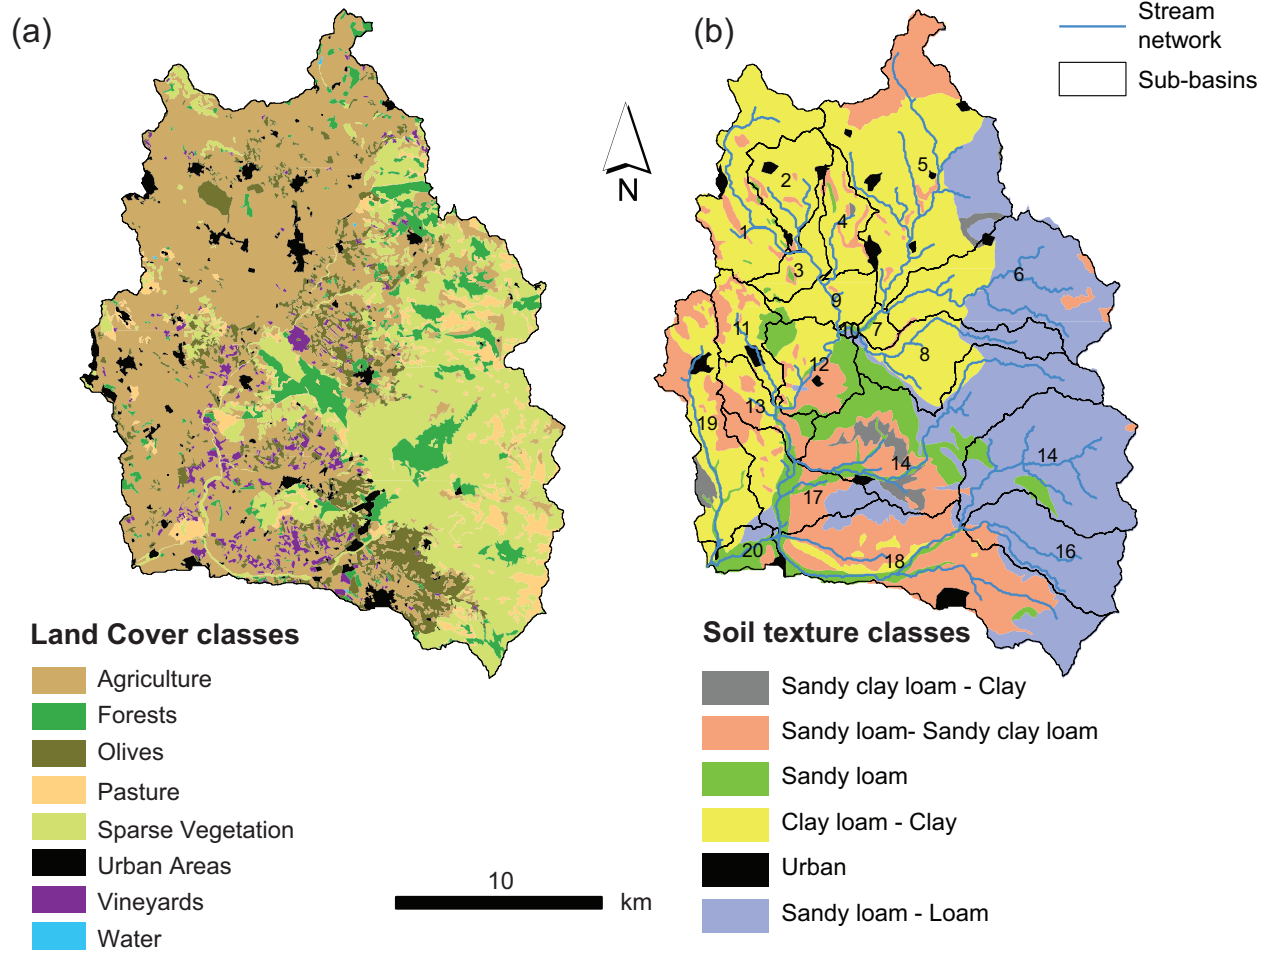 (a)
(b)
Stream
network
Sub-basins
N
5
2
1
4
3
6
9
11
10
7
8
12
13
19
14
14
17
16
20
18
Land Cover classes
Agriculture
Forests
Olives
Pasture
Sparse Vegetation
Urban Areas
Vineyards
Water
10
km
Soil texture classes
Sandy clay loam - Clay
Sandy loam- Sandy clay loam
Sandy loam
Clay loam - Clay
Urban
Sandy loam - Loam